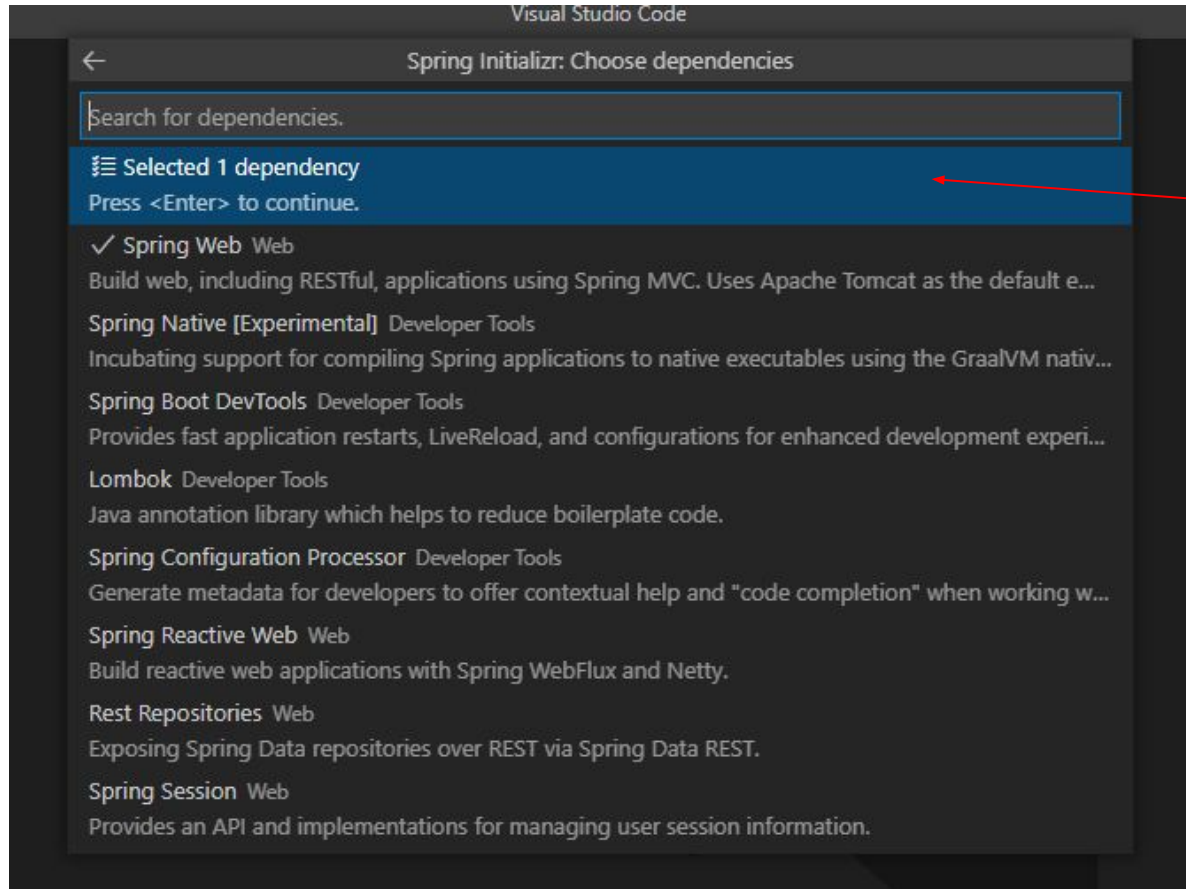 Visual Studio Code
Spring Initializr: Choose dependencies
Search for dependencies.
Selected 1 dependency
Press <Enter> to continue.
Spring Web Web
Build web, including RESTful, applications using Spring MVC. Uses Apache Tomcat as the default e...
Spring Native [Experimental] Developer Tools
Incubating support for compiling Spring applications to native executables using the GraalVM nativ...
Spring Boot DevTools Developer Tools
Provides fast application restarts, LiveReload, and configurations for enhanced development experi...
Lombok Developer Tools
Java annotation library which helps to reduce boilerplate code.
Spring Configuration Processor Developer Tools
Generate metadata for developers to offer contextual help and "code completion" when working w...
Spring Reactive Web Web
Build reactive web applications with Spring WebFlux and Netty.
Rest Repositories Web
Exposing Spring Data repositories over REST via Spring Data REST.
Spring Session Web
Provides an API and implementations for managing user session information.